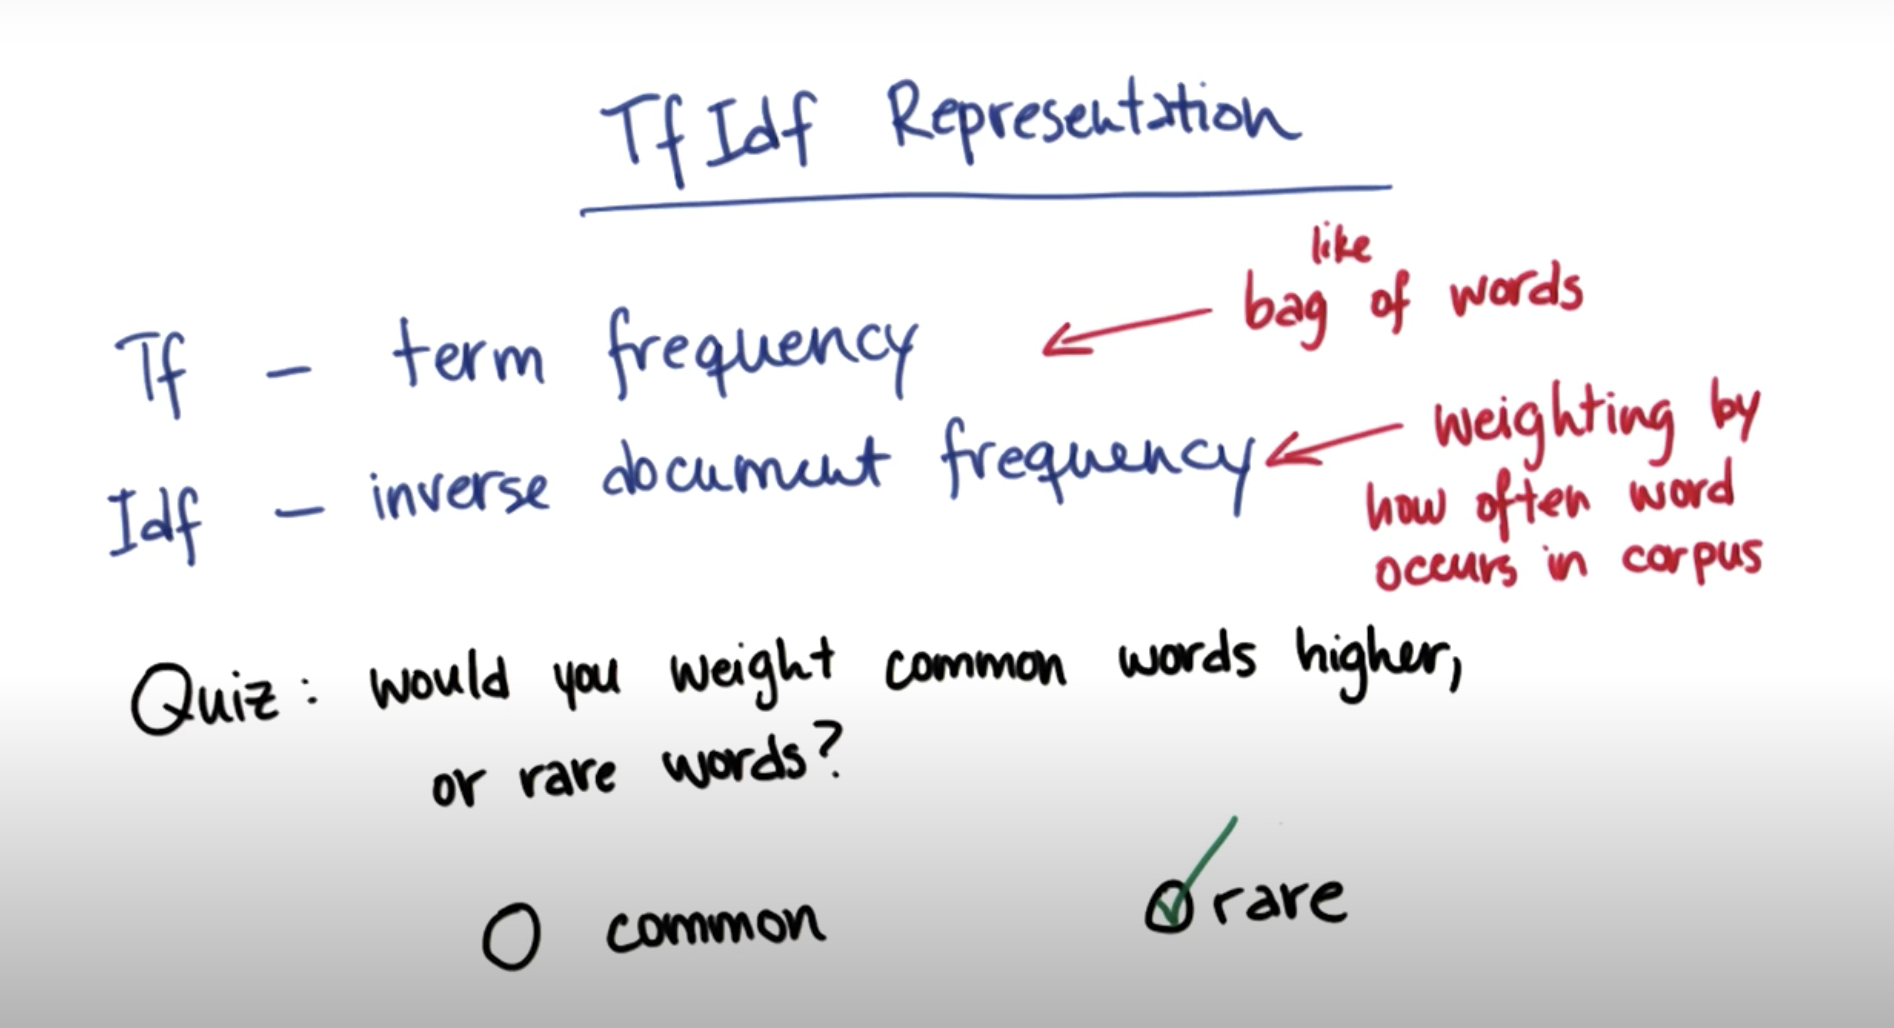 Tf Idf Representation
like
Tf - term frequency ← bag of words
Idf - inverse document frequency ← weighting by
how often word
occurs in corpus
Quiz: would you weight common words higher,
or rare words?
common rare